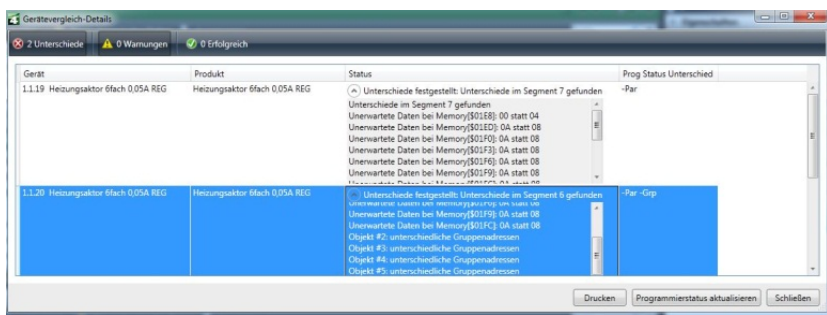 Gerätevergleich-Details
2 Unterschiede 0 Warnungen 0 Erfolgreich
Gerät Produkt Status Prog Status Unterschied
1.1.19 Heizungsaktor 6fach 0,05A REG Heizungsaktor 6fach 0,05A REG Unterschiede festgestellt: Unterschiede im Segment 7 gefunden -Par
Unterschiede im Segment 7 gefunden
Unerwartete Daten bei Memory[$01E8]: 00 statt 04
Unerwartete Daten bei Memory[$01ED]: 0A statt 08
Unerwartete Daten bei Memory[$01F0]: 0A statt 08
Unerwartete Daten bei Memory[$01F3]: 0A statt 08
Unerwartete Daten bei Memory[$01F6]: 0A statt 08
Unerwartete Daten bei Memory[$01F9]: 0A statt 08
1.1.20 Heizungsaktor 6fach 0,05A REG Heizungsaktor 6fach 0,05A REG Unterschiede festgestellt: Unterschiede im Segment 6 gefunden -Par -Grp
Unerwartete Daten bei Memory[$01F9]: 0A statt 08
Unerwartete Daten bei Memory[$01FC]: 0A statt 08
Objekt #2: unterschiedliche Gruppenadressen
Objekt #3: unterschiedliche Gruppenadressen
Objekt #4: unterschiedliche Gruppenadressen
Objekt #5: unterschiedliche Gruppenadressen
Drucken Programmierstatus aktualisieren Schließen